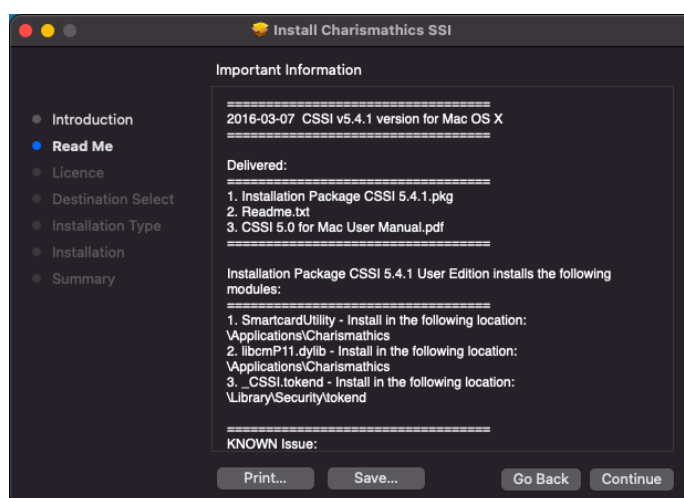 Install Charismathics SSI
Important Information
Introduction
Read Me
Licence
Destination Select
Installation Type
Installation
Summary
==================================
2016-03-07  CSSI v5.4.1 version for Mac OS X
==================================
Delivered:
==================================
1. Installation Package CSSI 5.4.1.pkg
2. Readme.txt
3. CSSI 5.0 for Mac User Manual.pdf
==================================
Installation Package CSSI 5.4.1 User Edition installs the following
modules:
==================================
1. SmartcardUtility - Install in the following location:
\Applications\Charismathics
2. libcmP11.dylib - Install in the following location:
\Applications\Charismathics
3. _CSSI.tokend - Install in the following location:
\Library\Security\tokend
==================================
KNOWN Issue:
Print...
Save...
Go Back
Continue